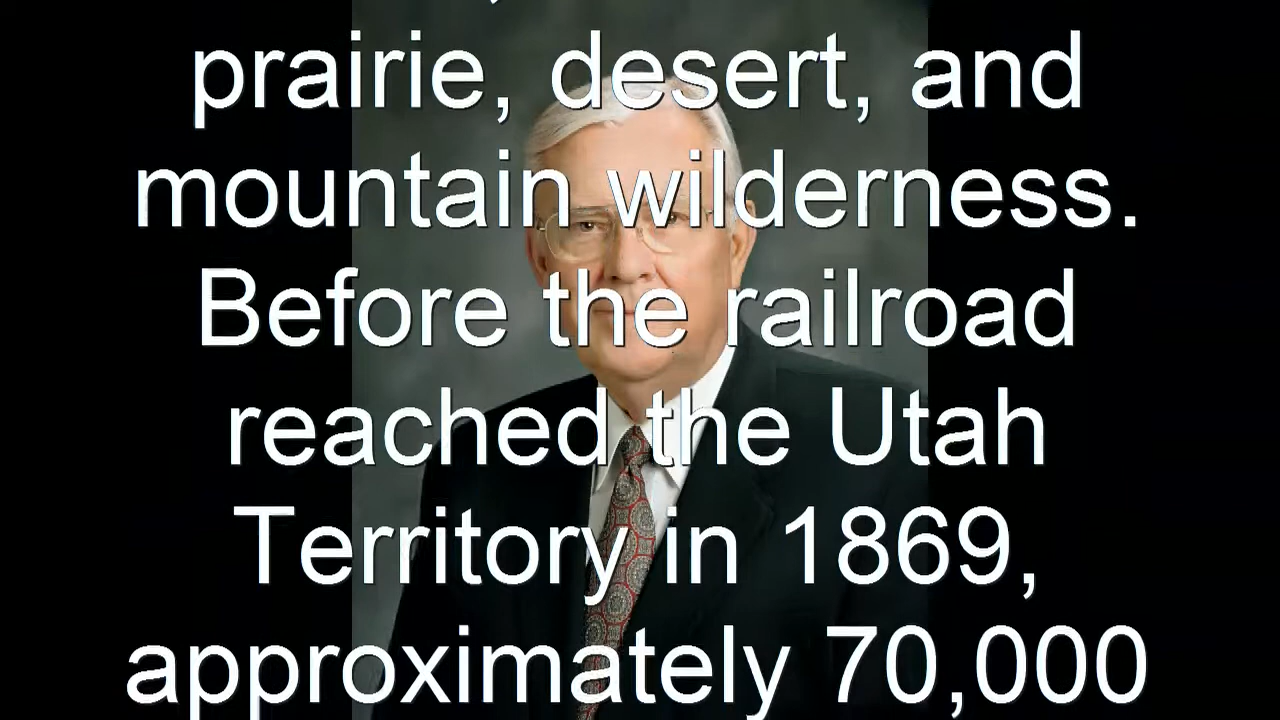 prairie, desert, and
mountain wilderness.
Before the railroad
reached the Utah
Territory in 1869,
approximately 70,000